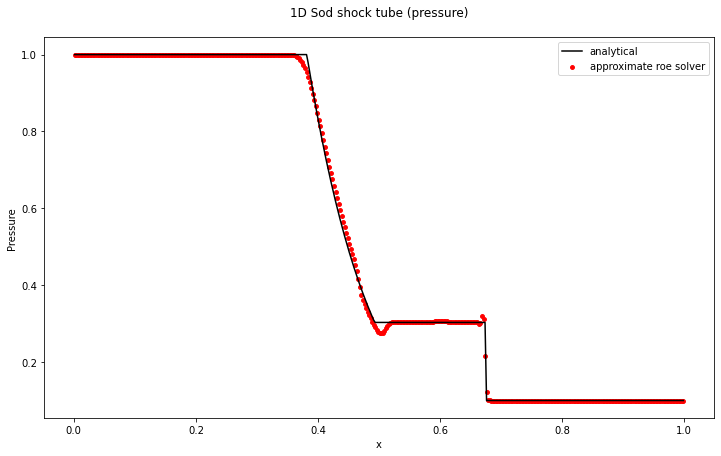 1D Sod shock tube (pressure)
analytical
approximate roe solver
Pressure
1.0
0.8
0.6
0.4
0.2
0.0 0.2 0.4 0.6 0.8 1.0
x